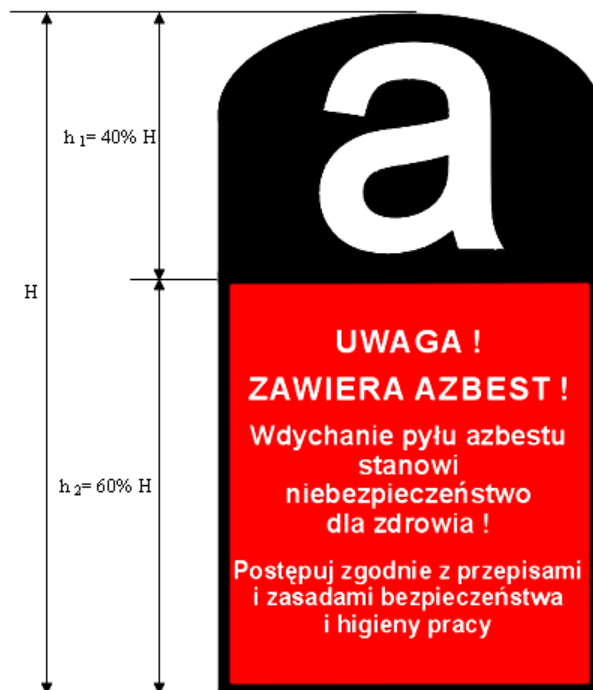 a
h 1= 40% H
H
UWAGA !
ZAWIERA AZBEST !
Wdychanie pyłu azbestu
stanowi
niebezpieczeństwo
dla zdrowia !
h 2= 60% H
Postępuj zgodnie z przepisami
i zasadami bezpieczeństwa
i higieny pracy